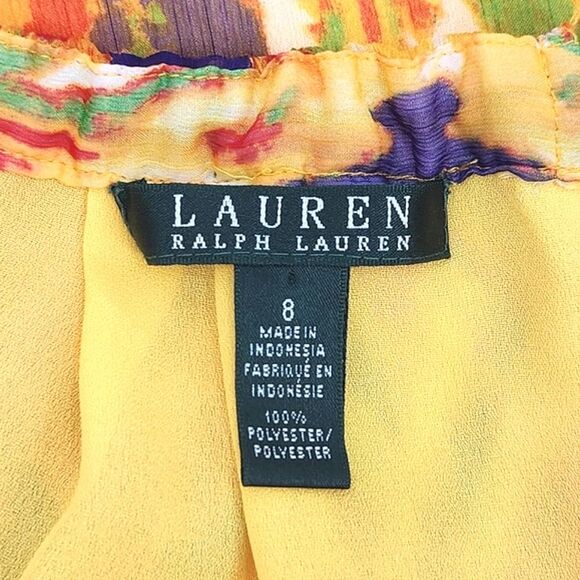 LAUREN
RALPH LAUREN
8
MADE IN
INDONESIA
FABRIQUÉ EN
INDONÉSIE
100%
POLYESTER/
POLYESTER